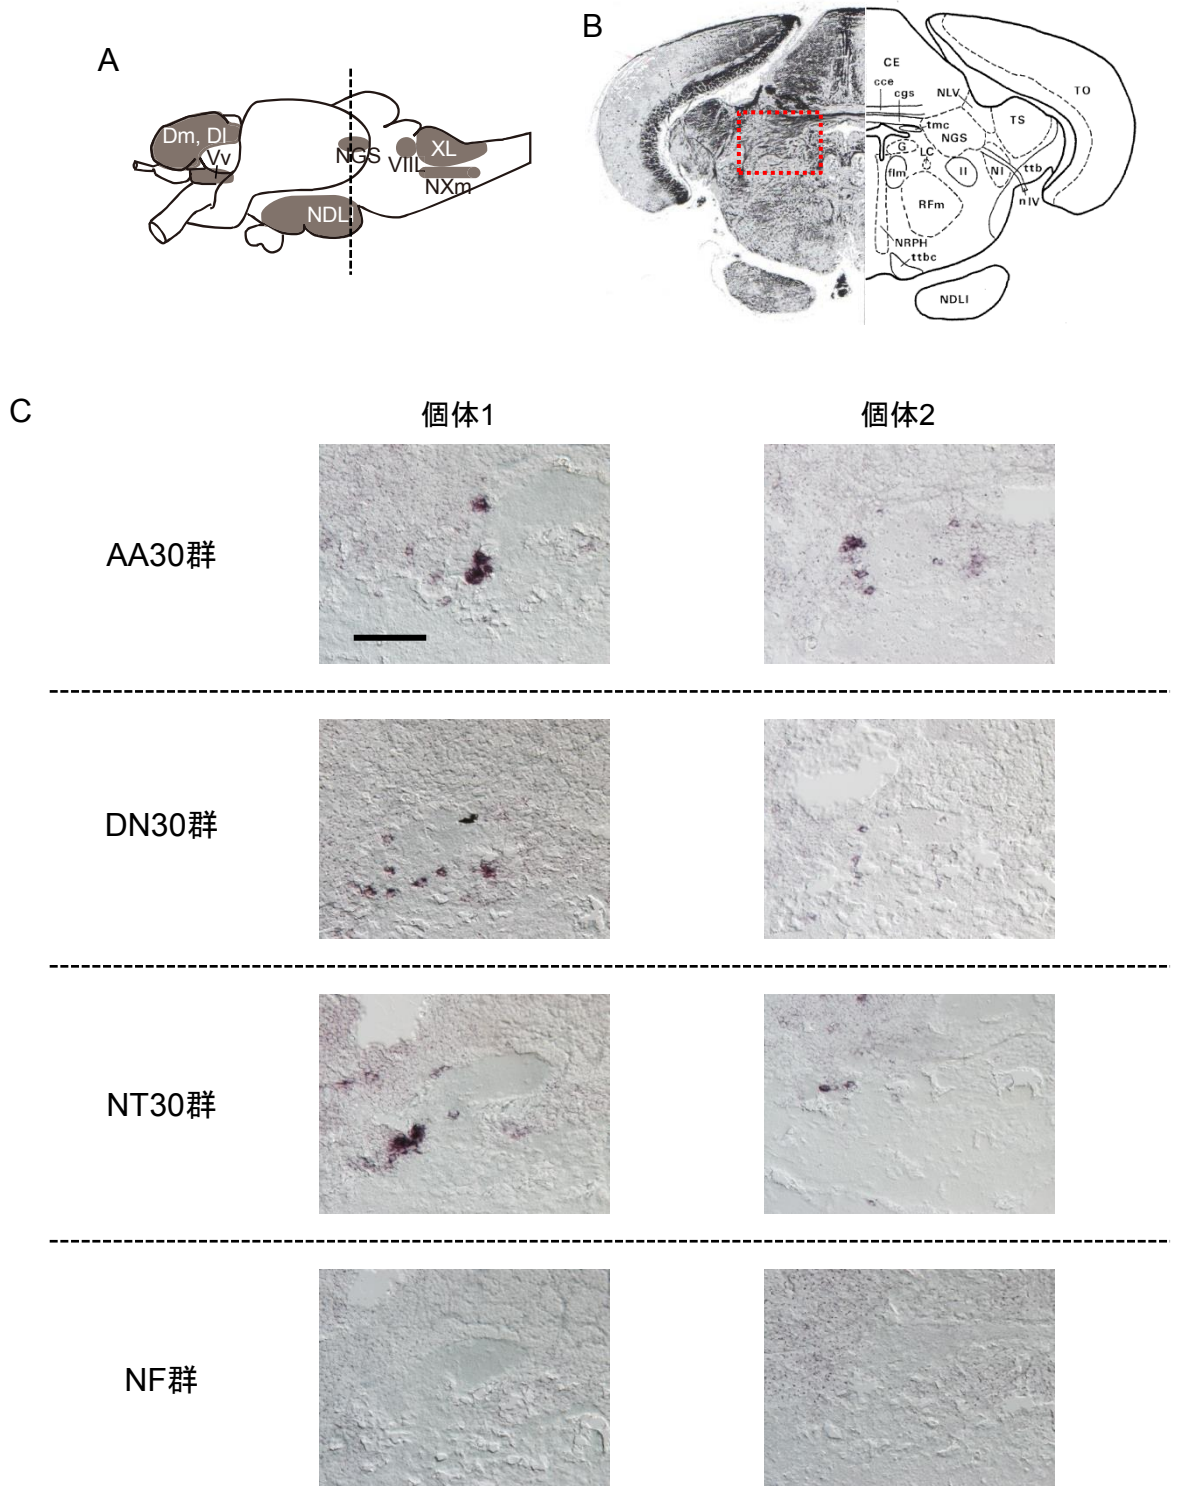 A
Dm, Dl
Vv
NGS
VIIL
XL
NXm
NDL
B
CE
cce
cgs
NLV
TO
TS
tmc
NGS
G
LC
flm
II
NI
ttb
nIV
RFm
NRPH
ttbc
NDLI
C
個体1
個体2
AA30群
DN30群
NT30群
NF群